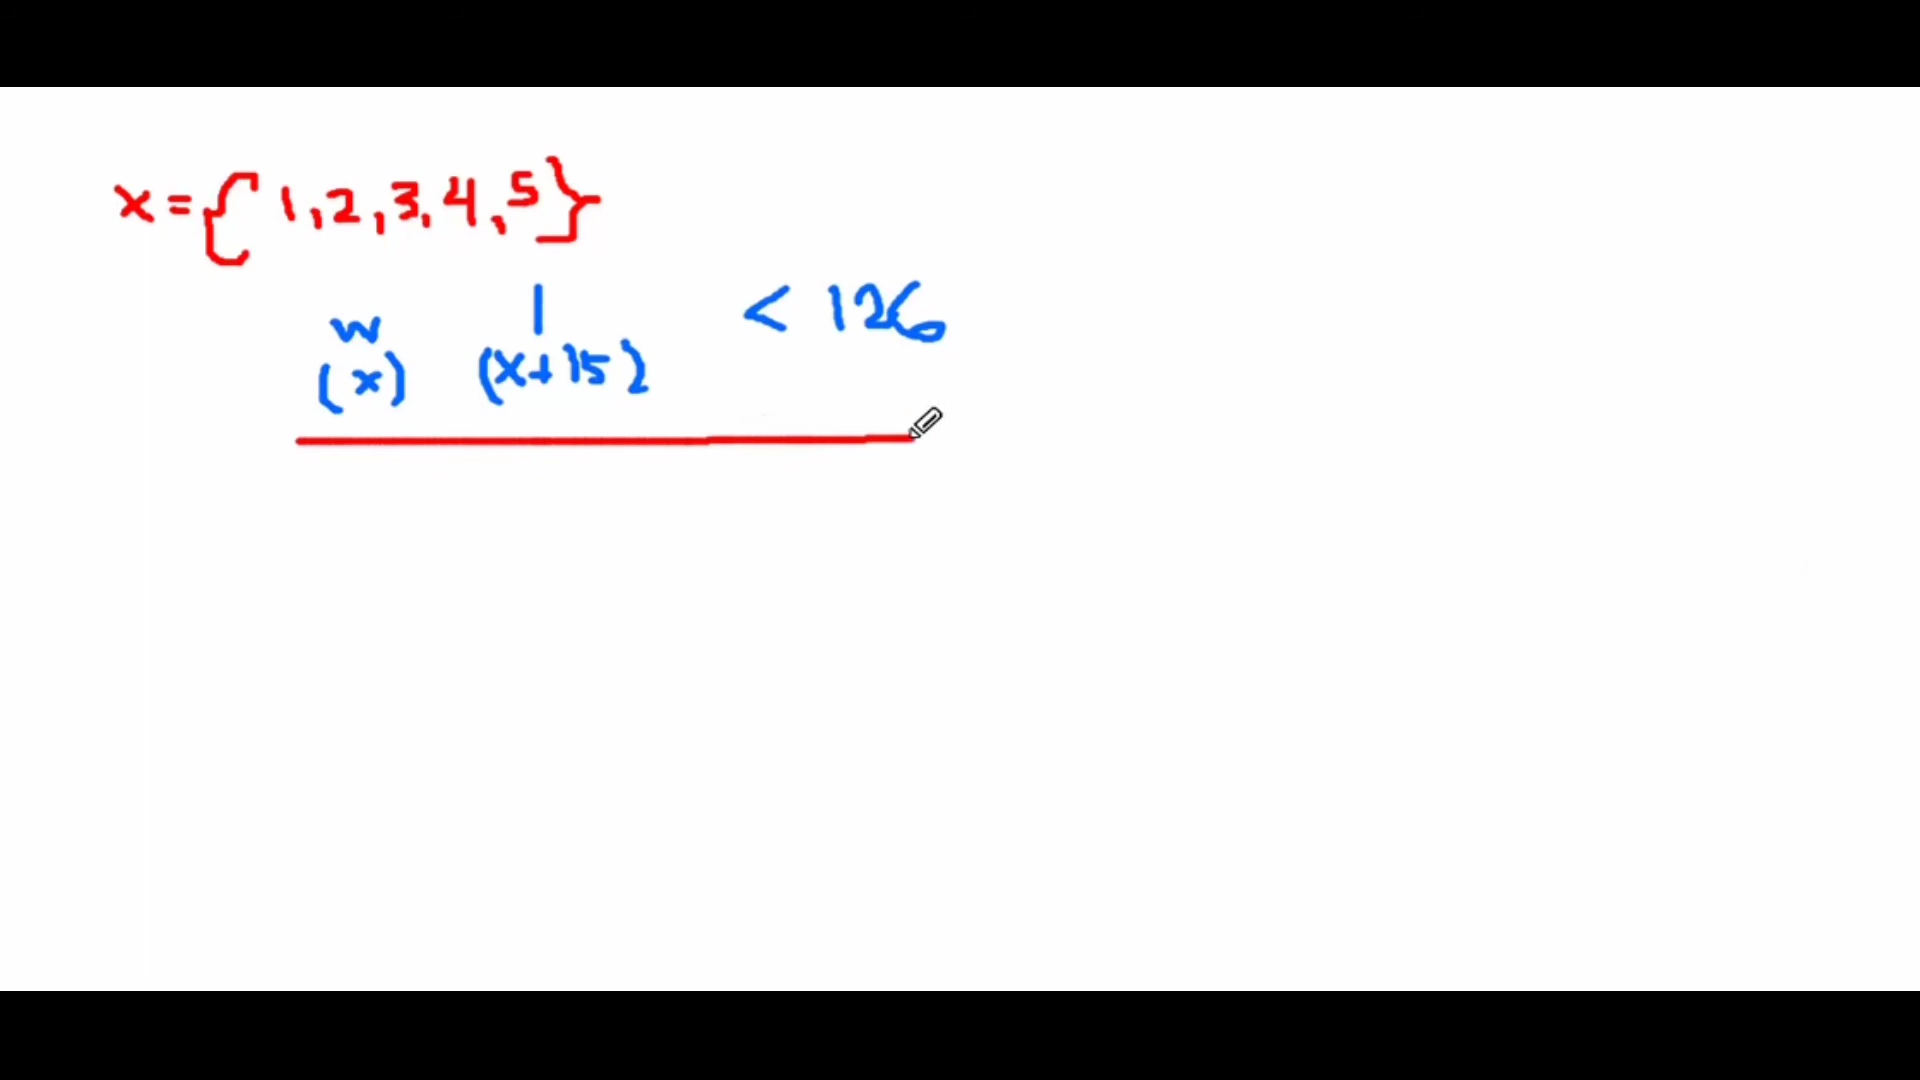 x = { 1, 2, 3, 4, 5 }
w l < 126
(x) (x+15)